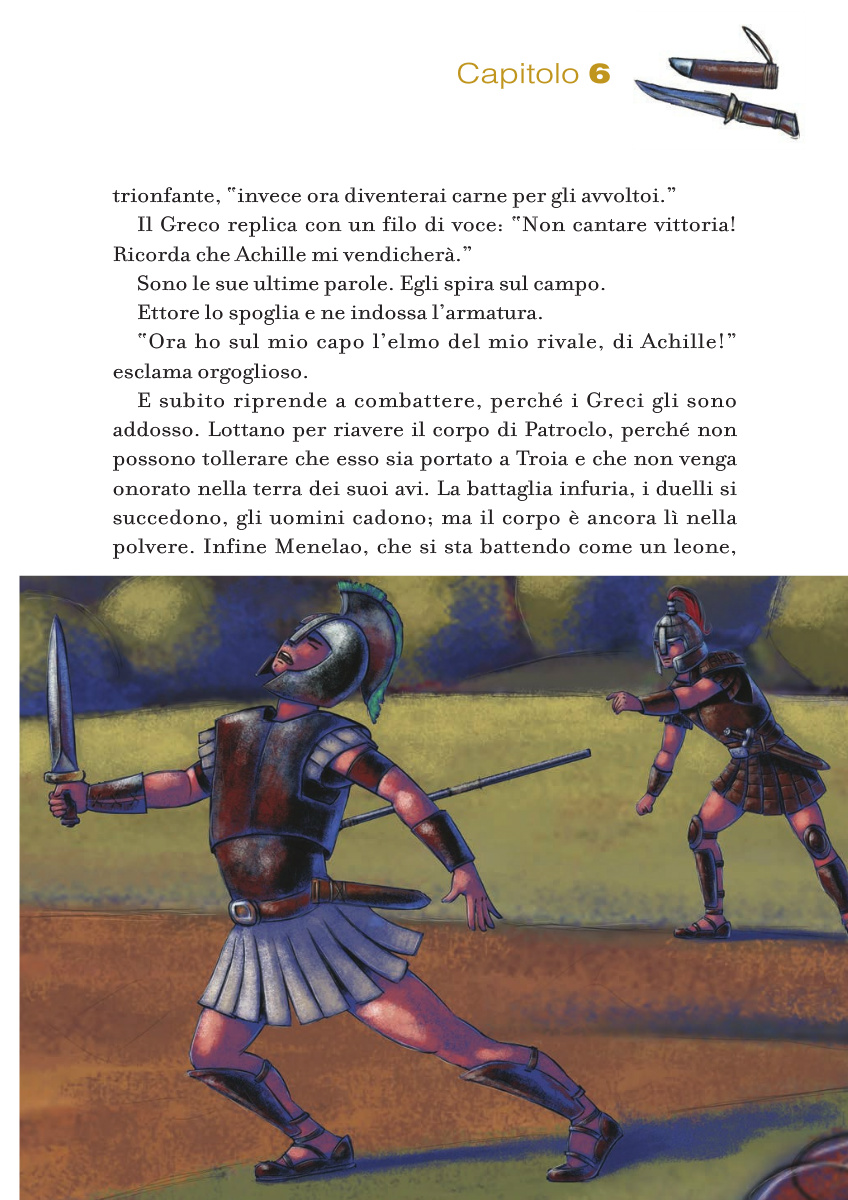 Capitolo 6
trionfante, “invece ora diventerai carne per gli avvoltoi.”
Il Greco replica con un filo di voce: “Non cantare vittoria!
Ricorda che Achille mi vendicherà.”
Sono le sue ultime parole. Egli spira sul campo.
Ettore lo spoglia e ne indossa l’armatura.
“Ora ho sul mio capo l’elmo del mio rivale, di Achille!”
esclama orgoglioso.
E subito riprende a combattere, perché i Greci gli sono
addosso. Lottano per riavere il corpo di Patroclo, perché non
possono tollerare che esso sia portato a Troia e che non venga
onorato nella terra dei suoi avi. La battaglia infuria, i duelli si
succedono, gli uomini cadono; ma il corpo è ancora lì nella
polvere. Infine Menelao, che si sta battendo come un leone,